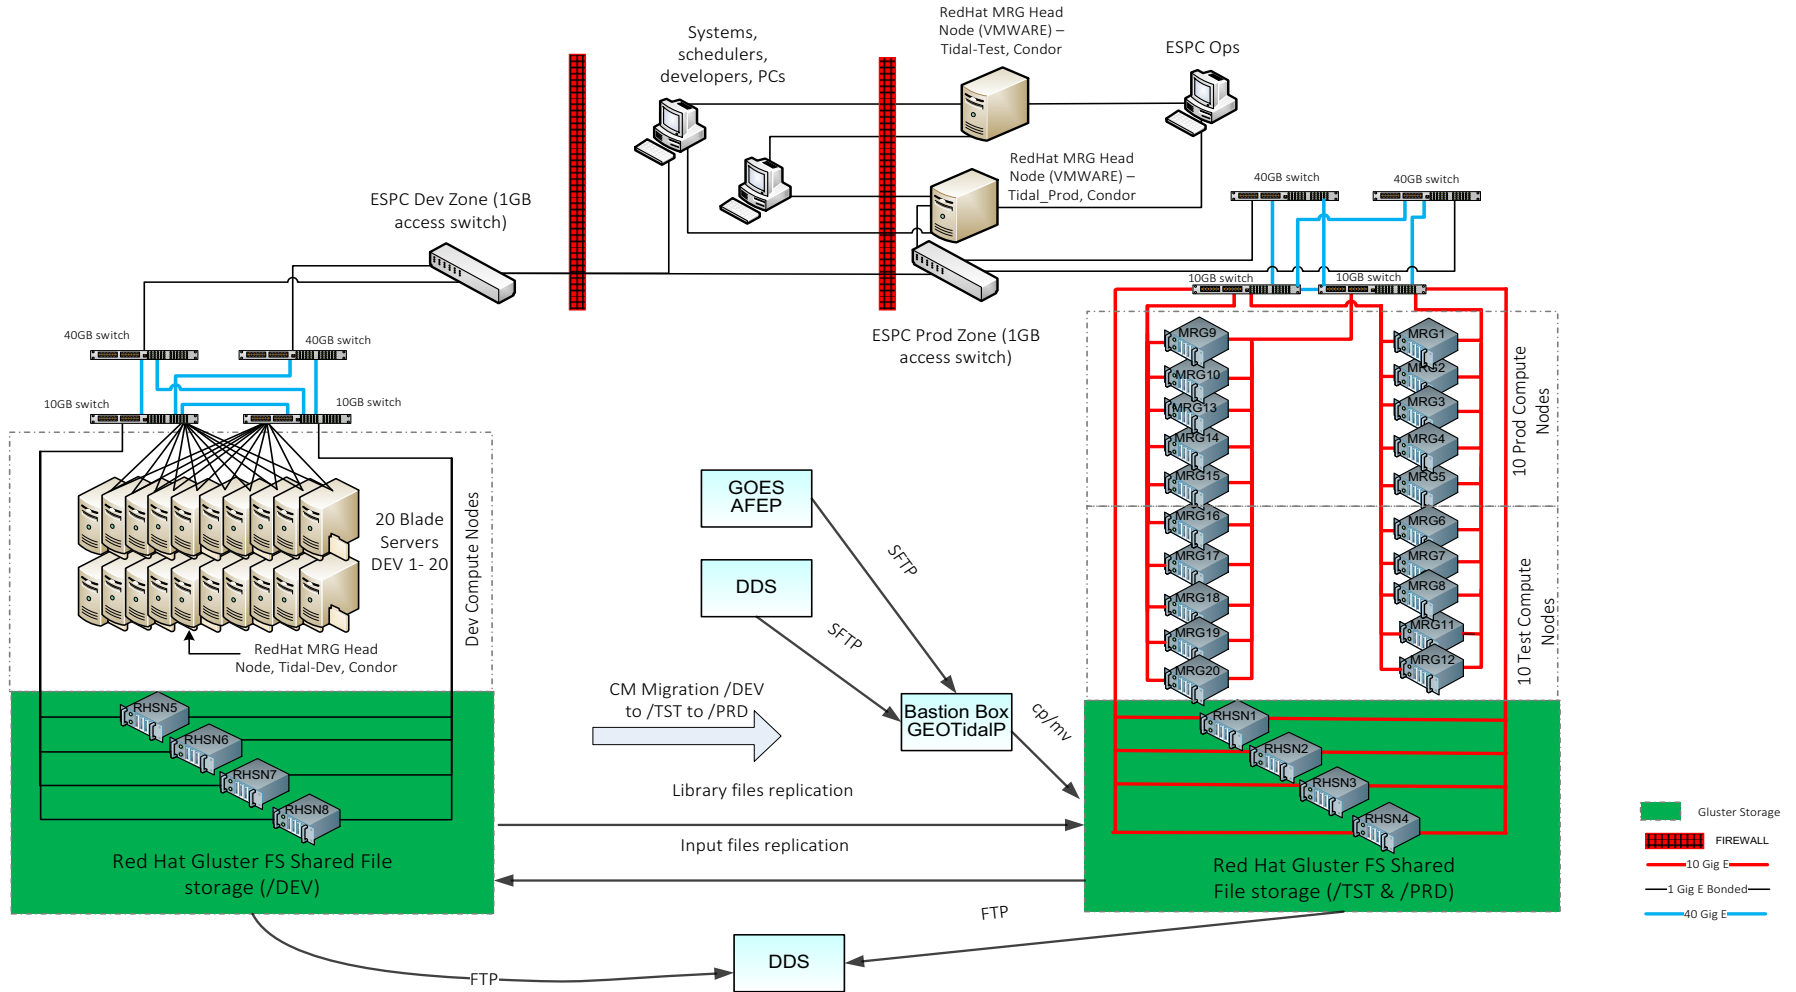 Systems,
schedulers,
developers, PCs
RedHat MRG Head
Node (VMWARE) –
Tidal-Test, Condor
ESPC Ops
RedHat MRG Head
Node (VMWARE) –
Tidal_Prod, Condor
ESPC Dev Zone (1GB
access switch)
ESPC Prod Zone (1GB
access switch)
40GB switch
40GB switch
10GB switch
10GB switch
40GB switch
40GB switch
10GB switch
10GB switch
20 Blade
Servers
DEV 1- 20
Dev Compute Nodes
RedHat MRG Head
Node, Tidal-Dev, Condor
RHSN5
RHSN6
RHSN7
RHSN8
Red Hat Gluster FS Shared File
storage (/DEV)
GOES
AFEP
DDS
SFTP
SFTP
Bastion Box
GEOTidalP
cp/mv
CM Migration /DEV
to /TST to /PRD
Library files replication
Input files replication
FTP
FTP
DDS
MRG9
MRG10
MRG13
MRG14
MRG15
MRG16
MRG17
MRG18
MRG19
MRG20
MRG1
MRG2
MRG3
MRG4
MRG5
MRG6
MRG7
MRG8
MRG11
MRG12
10 Prod Compute
Nodes
10 Test Compute
Nodes
RHSN1
RHSN2
RHSN3
RHSN4
Red Hat Gluster FS Shared
File storage (/TST & /PRD)
Gluster Storage
FIREWALL
10 Gig E
1 Gig E Bonded
40 Gig E